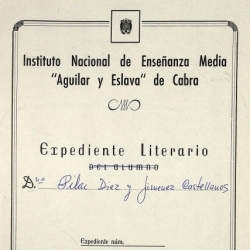 Instituto Nacional de Enseñanza Media
"Aguilar y Eslava" de Cabra
Expediente Literario
DEL ALUMNO
D.ña Pilar Diez y Jimenez Castellanos
Expediente núm.